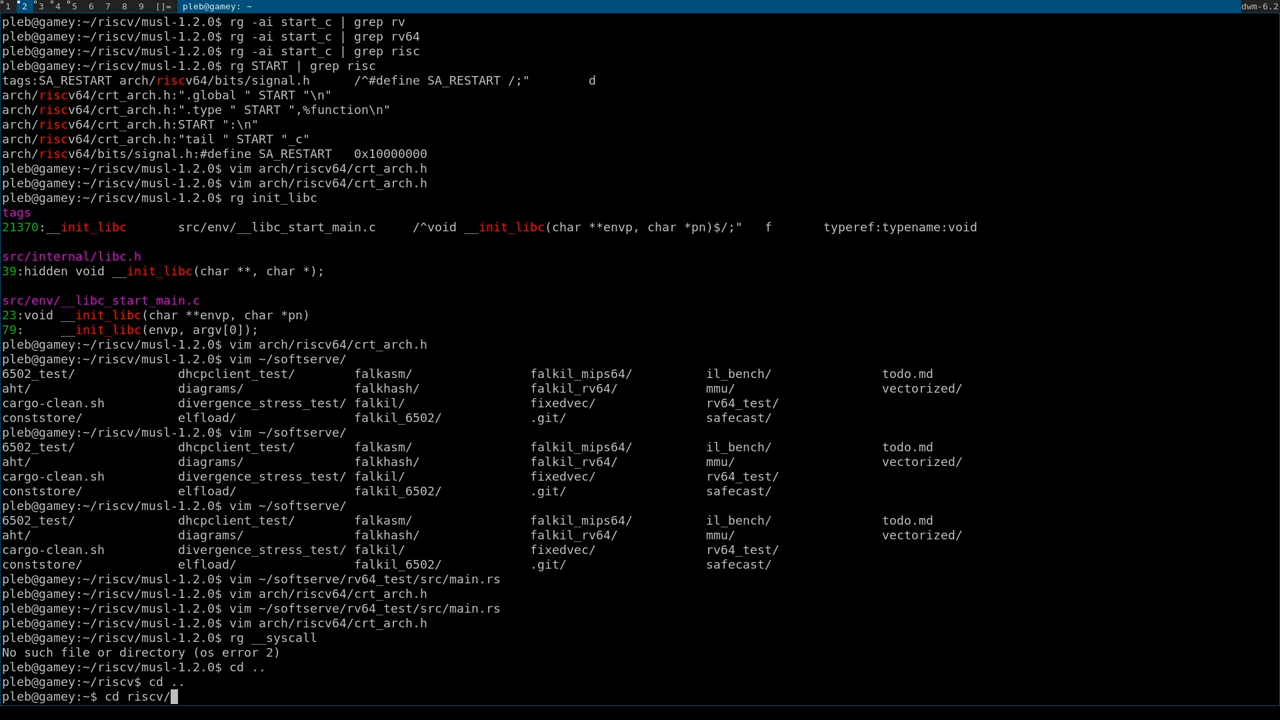 1 2 3 4 5 6 7 8 9 []= pleb@gamey: ~ dwm-6.2
pleb@gamey:~/riscv/musl-1.2.0$ rg -ai start_c | grep rv
pleb@gamey:~/riscv/musl-1.2.0$ rg -ai start_c | grep rv64
pleb@gamey:~/riscv/musl-1.2.0$ rg -ai start_c | grep risc
pleb@gamey:~/riscv/musl-1.2.0$ rg START | grep risc
tags:SA_RESTART arch/riscv64/bits/signal.h /^#define SA_RESTART /;" d
arch/riscv64/crt_arch.h:".global " START "\n"
arch/riscv64/crt_arch.h:".type " START ",%function\n"
arch/riscv64/crt_arch.h:START ":\n"
arch/riscv64/crt_arch.h:"tail " START "_c"
arch/riscv64/bits/signal.h:#define SA_RESTART 0x10000000
pleb@gamey:~/riscv/musl-1.2.0$ vim arch/riscv64/crt_arch.h
pleb@gamey:~/riscv/musl-1.2.0$ vim arch/riscv64/crt_arch.h
pleb@gamey:~/riscv/musl-1.2.0$ rg init_libc
tags
21370:__init_libc src/env/__libc_start_main.c /^void __init_libc(char **envp, char *pn)$/;" f typeref:typename:void

src/internal/libc.h
39:hidden void __init_libc(char **, char *);

src/env/__libc_start_main.c
23:void __init_libc(char **envp, char *pn)
79: __init_libc(envp, argv[0]);
pleb@gamey:~/riscv/musl-1.2.0$ vim arch/riscv64/crt_arch.h
pleb@gamey:~/riscv/musl-1.2.0$ vim ~/softserve/
6502_test/ dhcpclient_test/ falkasm/ falkil_mips64/ il_bench/ todo.md
aht/ diagrams/ falkhash/ falkil_rv64/ mmu/ vectorized/
cargo-clean.sh divergence_stress_test/ falkil/ fixedvec/ rv64_test/
conststore/ elfload/ falkil_6502/ .git/ safecast/
pleb@gamey:~/riscv/musl-1.2.0$ vim ~/softserve/
6502_test/ dhcpclient_test/ falkasm/ falkil_mips64/ il_bench/ todo.md
aht/ diagrams/ falkhash/ falkil_rv64/ mmu/ vectorized/
cargo-clean.sh divergence_stress_test/ falkil/ fixedvec/ rv64_test/
conststore/ elfload/ falkil_6502/ .git/ safecast/
pleb@gamey:~/riscv/musl-1.2.0$ vim ~/softserve/
6502_test/ dhcpclient_test/ falkasm/ falkil_mips64/ il_bench/ todo.md
aht/ diagrams/ falkhash/ falkil_rv64/ mmu/ vectorized/
cargo-clean.sh divergence_stress_test/ falkil/ fixedvec/ rv64_test/
conststore/ elfload/ falkil_6502/ .git/ safecast/
pleb@gamey:~/riscv/musl-1.2.0$ vim ~/softserve/rv64_test/src/main.rs
pleb@gamey:~/riscv/musl-1.2.0$ vim arch/riscv64/crt_arch.h
pleb@gamey:~/riscv/musl-1.2.0$ vim ~/softserve/rv64_test/src/main.rs
pleb@gamey:~/riscv/musl-1.2.0$ vim arch/riscv64/crt_arch.h
pleb@gamey:~/riscv/musl-1.2.0$ rg __syscall
No such file or directory (os error 2)
pleb@gamey:~/riscv/musl-1.2.0$ cd ..
pleb@gamey:~/riscv$ cd ..
pleb@gamey:~$ cd riscv/